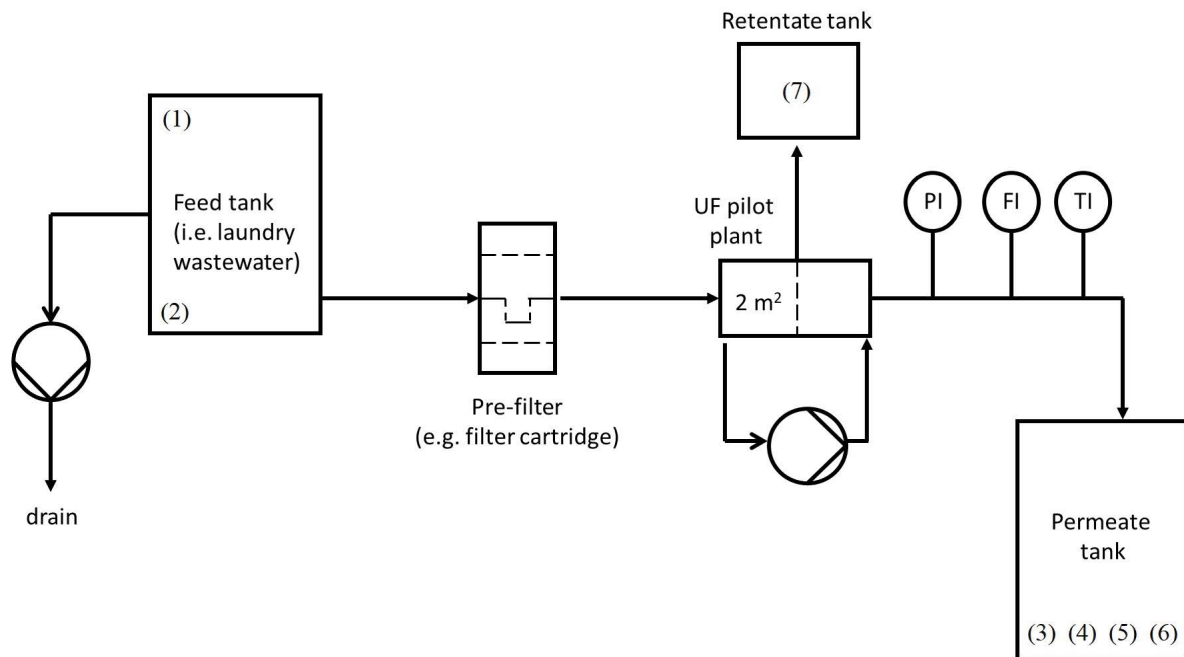 Retentate tank
(7)
(1)
Feed tank
(i.e. laundry
wastewater)
(2)
UF pilot
plant
2 m²
PI
FI
TI
Pre-filter
(e.g. filter cartridge)
drain
Permeate
tank
(3) (4) (5) (6)